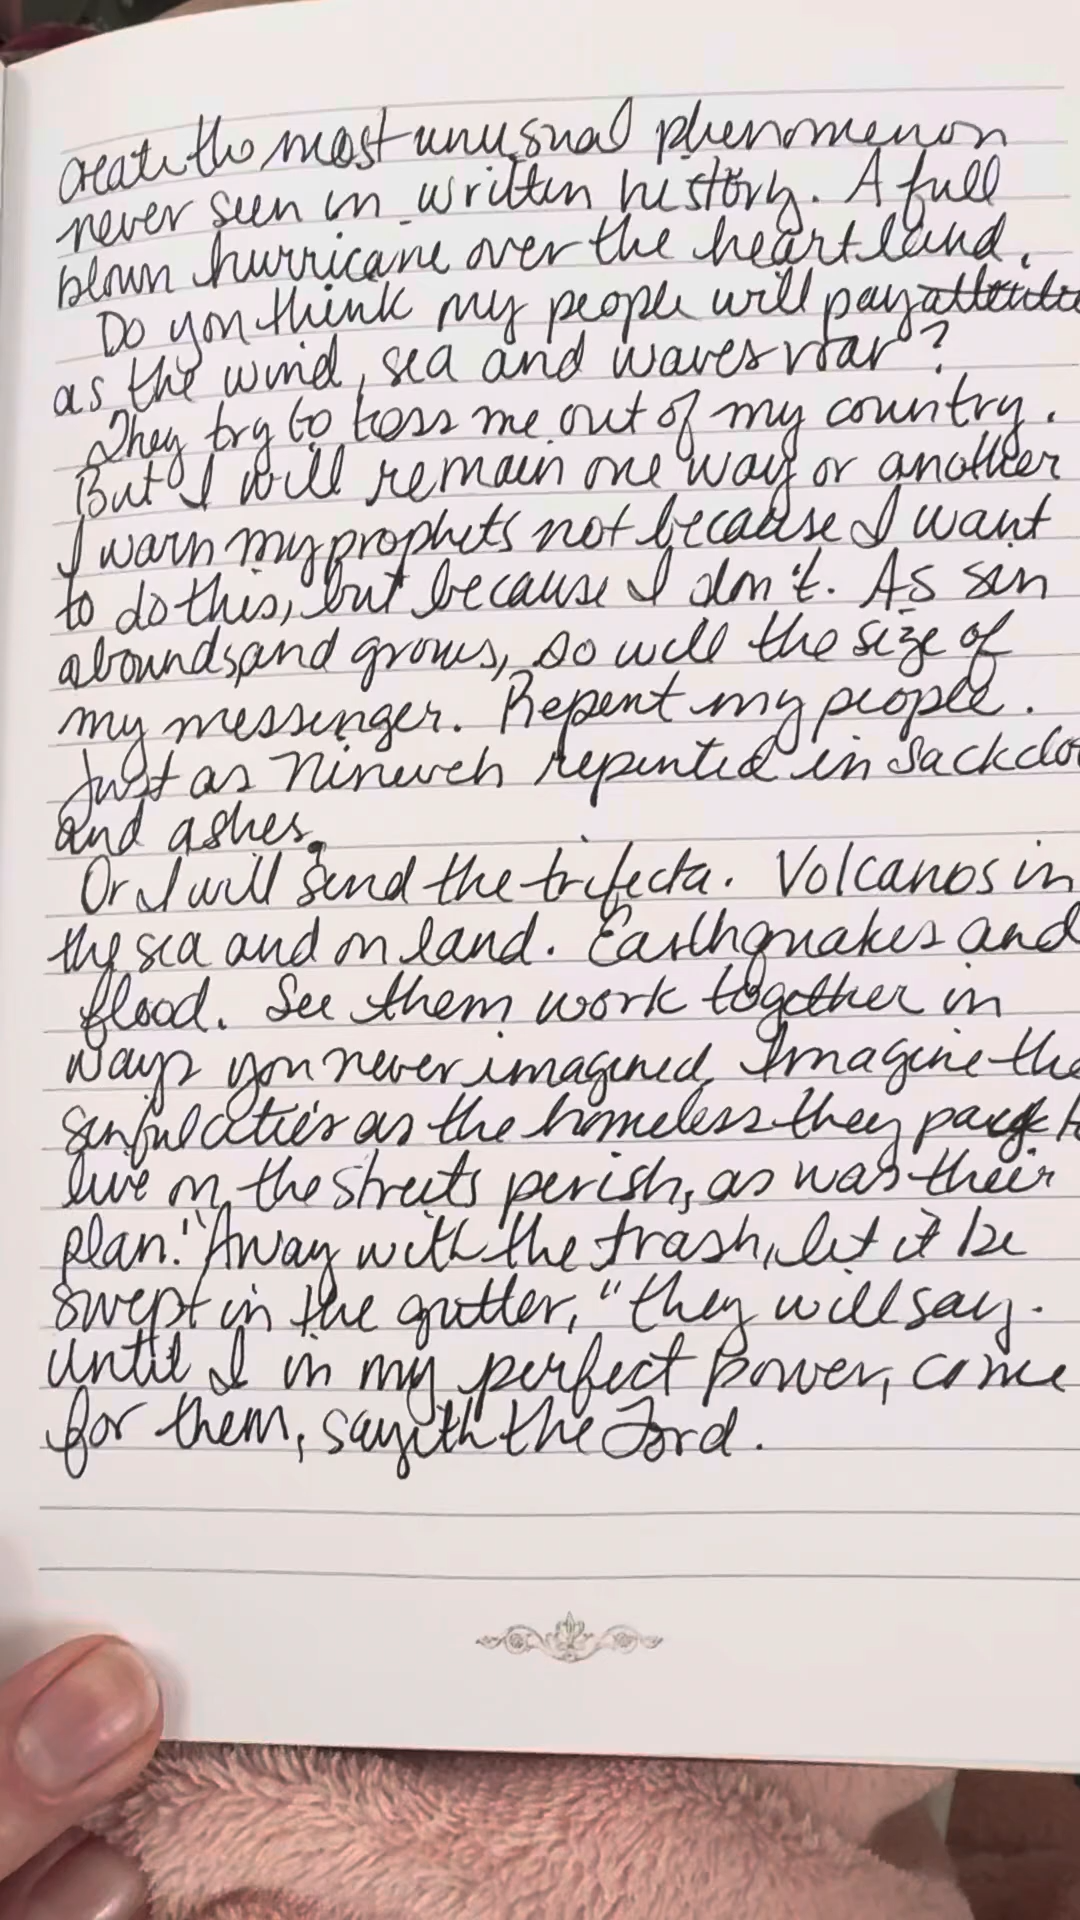 create the most unusual phenomenon
never seen in written history. A full
blown hurricane over the heartland.
Do you think my people will pay attentio
as the wind, sea and waves roar?
They try to toss me out of my country.
But I will remain one way or another
I warn my prophets not because I want
to do this, but because I don't. As sin
abounds, and grows, so will the size of
my messenger. Repent my people.
Just as Nineveh repented in Sackclo
and ashes.
Or I will send the trifecta. Volcanos in
the sea and on land. Earthquakes and
flood. See them work together in
ways you never imagined. Imagine the
sinful cities as the homeless they pay to
live on the streets perish, as was their
plan. "Away with the trash, let it be
swept in the gutter," they will say.
Until I in my perfect power, come
for them, sayith the Lord.